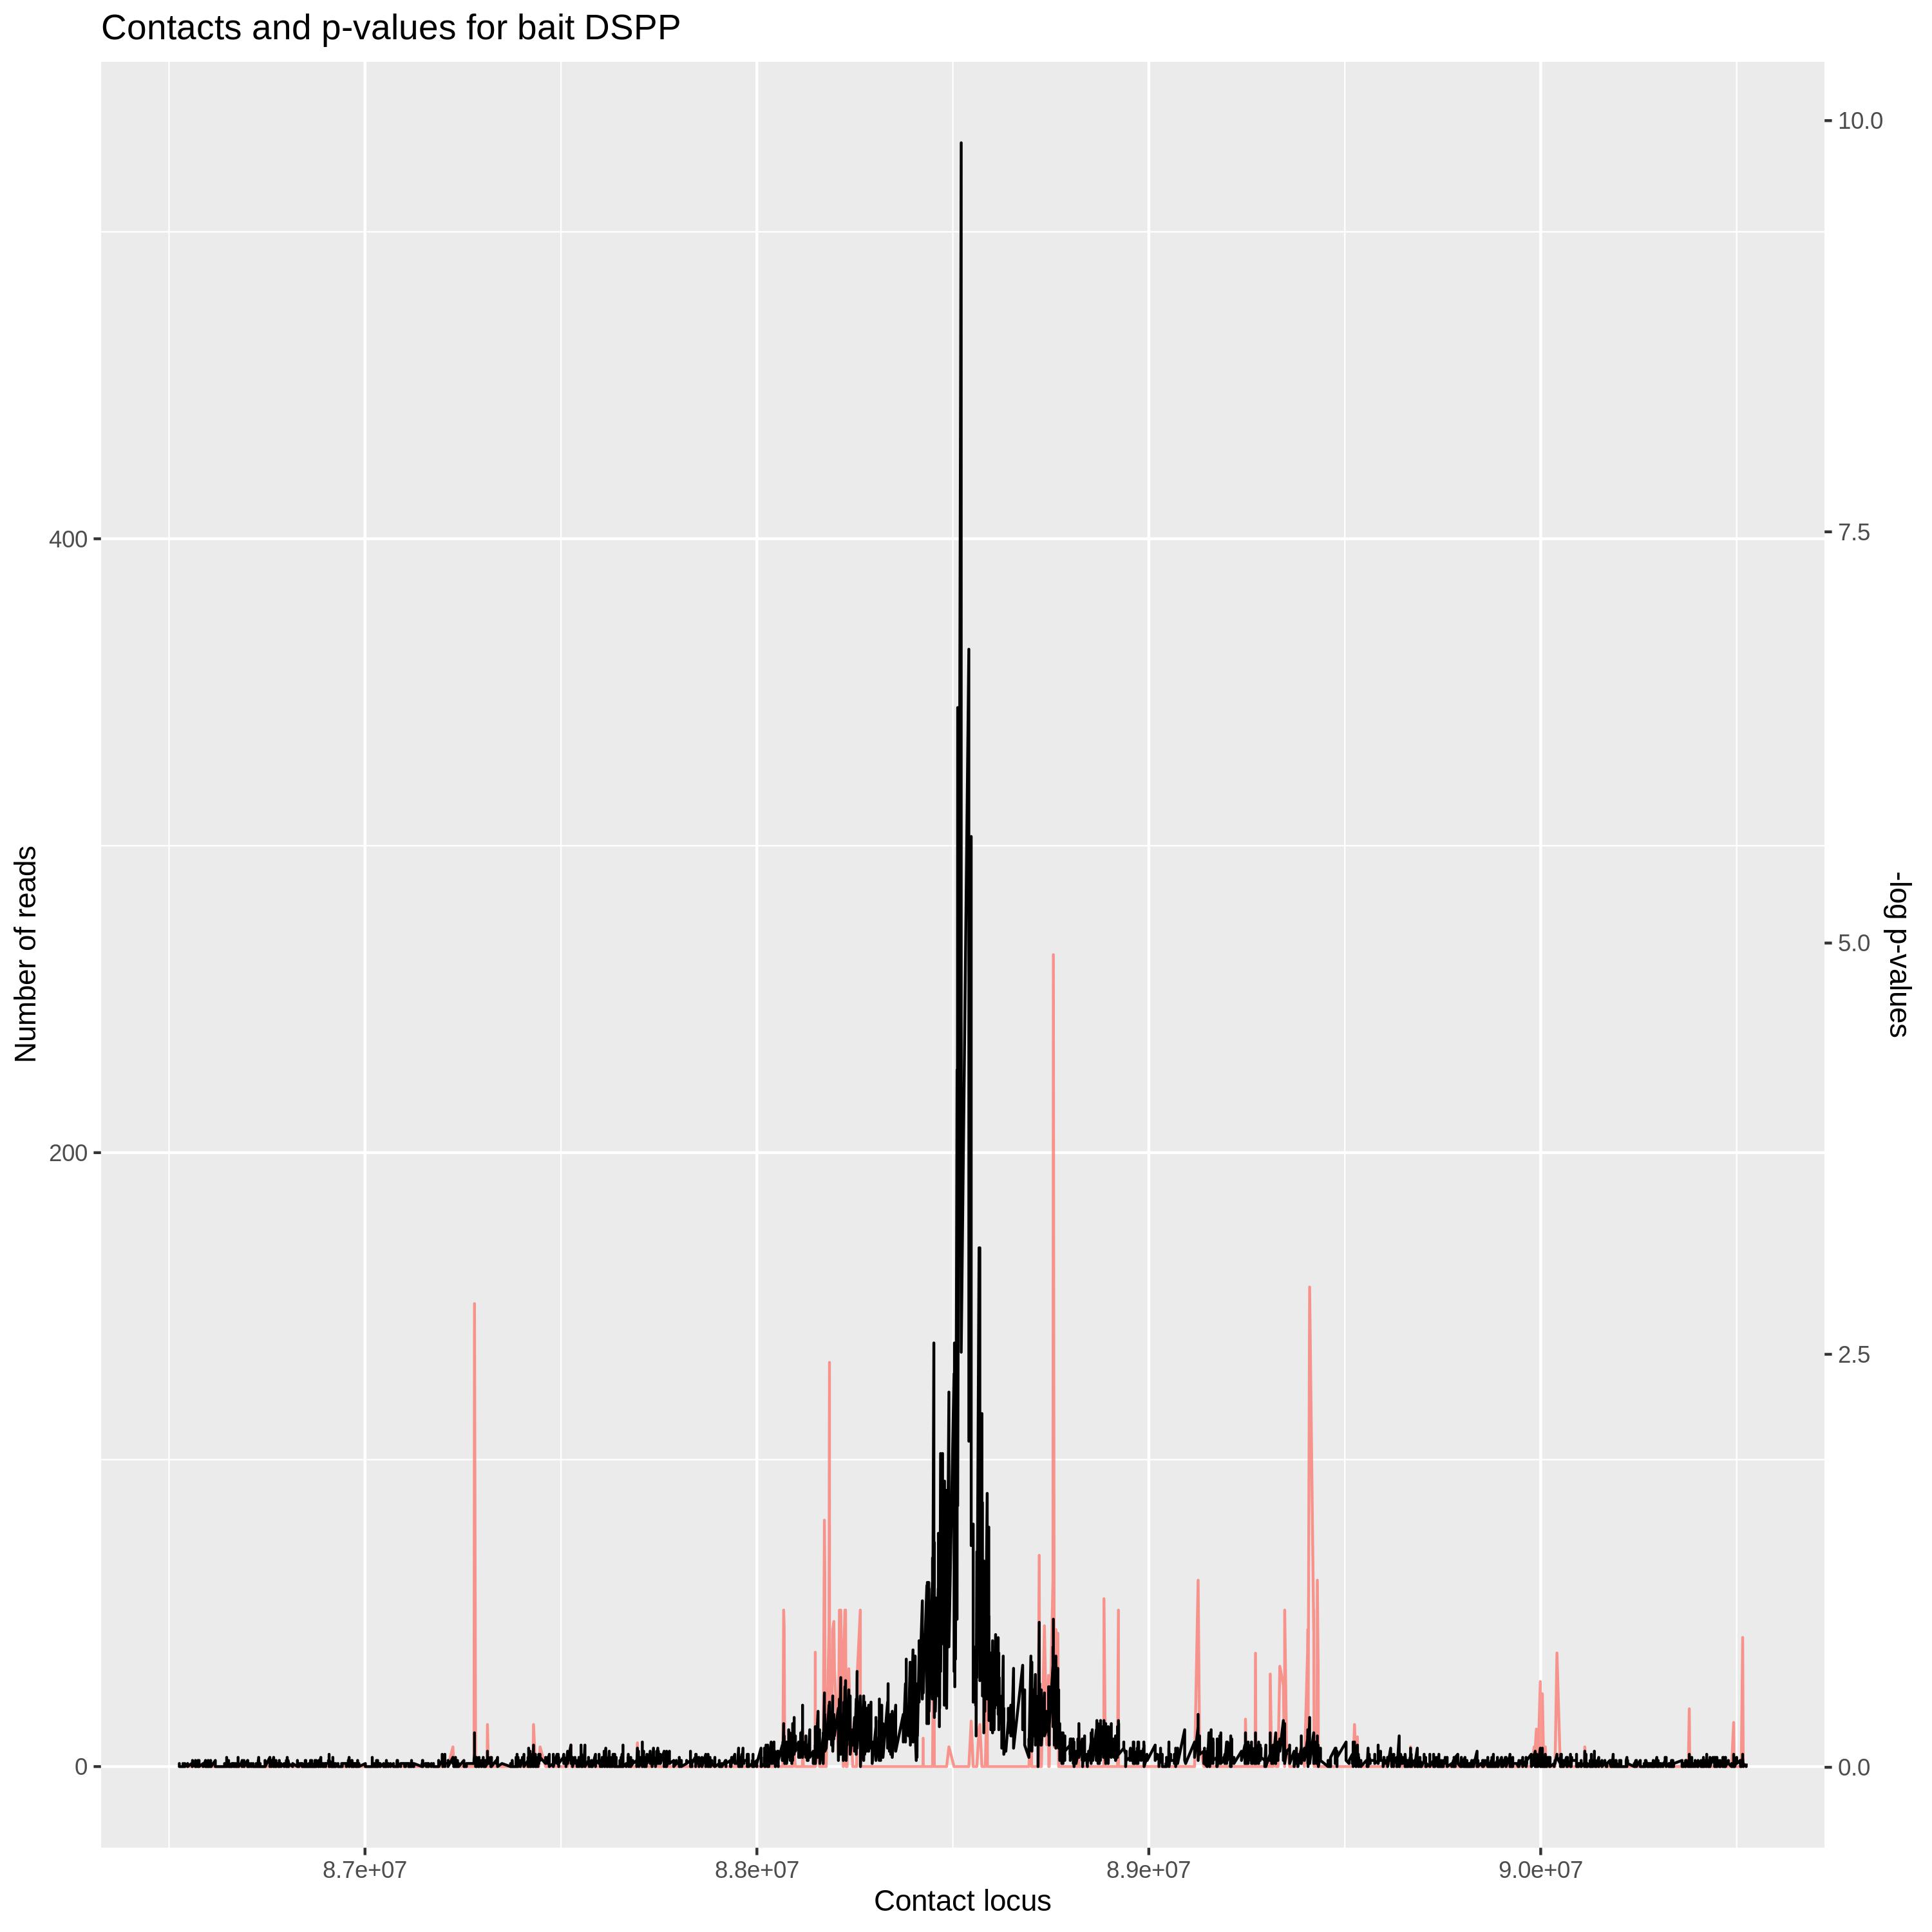 Contacts and p-values for bait DSPP
Number of reads
400
200
0
10.0
7.5
5.0
2.5
0.0
-log p-values
8.7e+07
8.8e+07
8.9e+07
9.0e+07
Contact locus